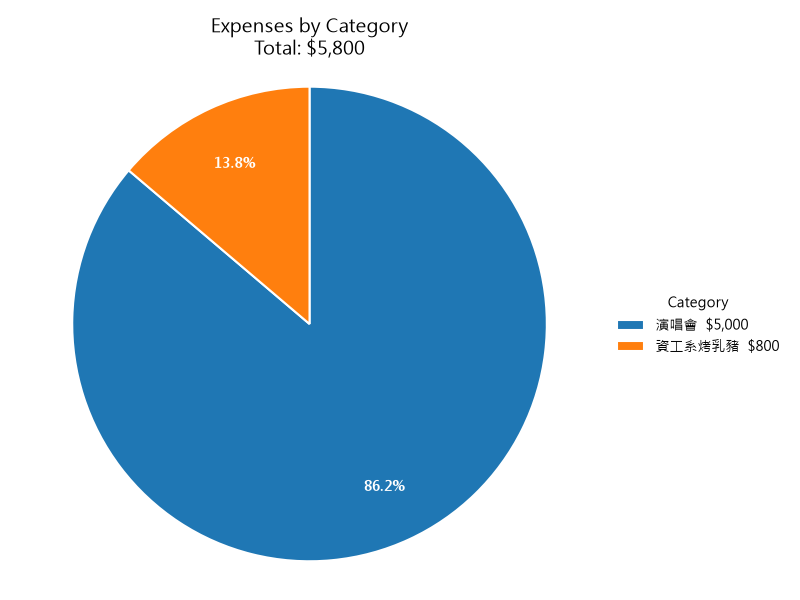 Expenses by Category
Total: $5,800
13.8%
86.2%
Category
演唱會 $5,000
資工系烤乳豬 $800